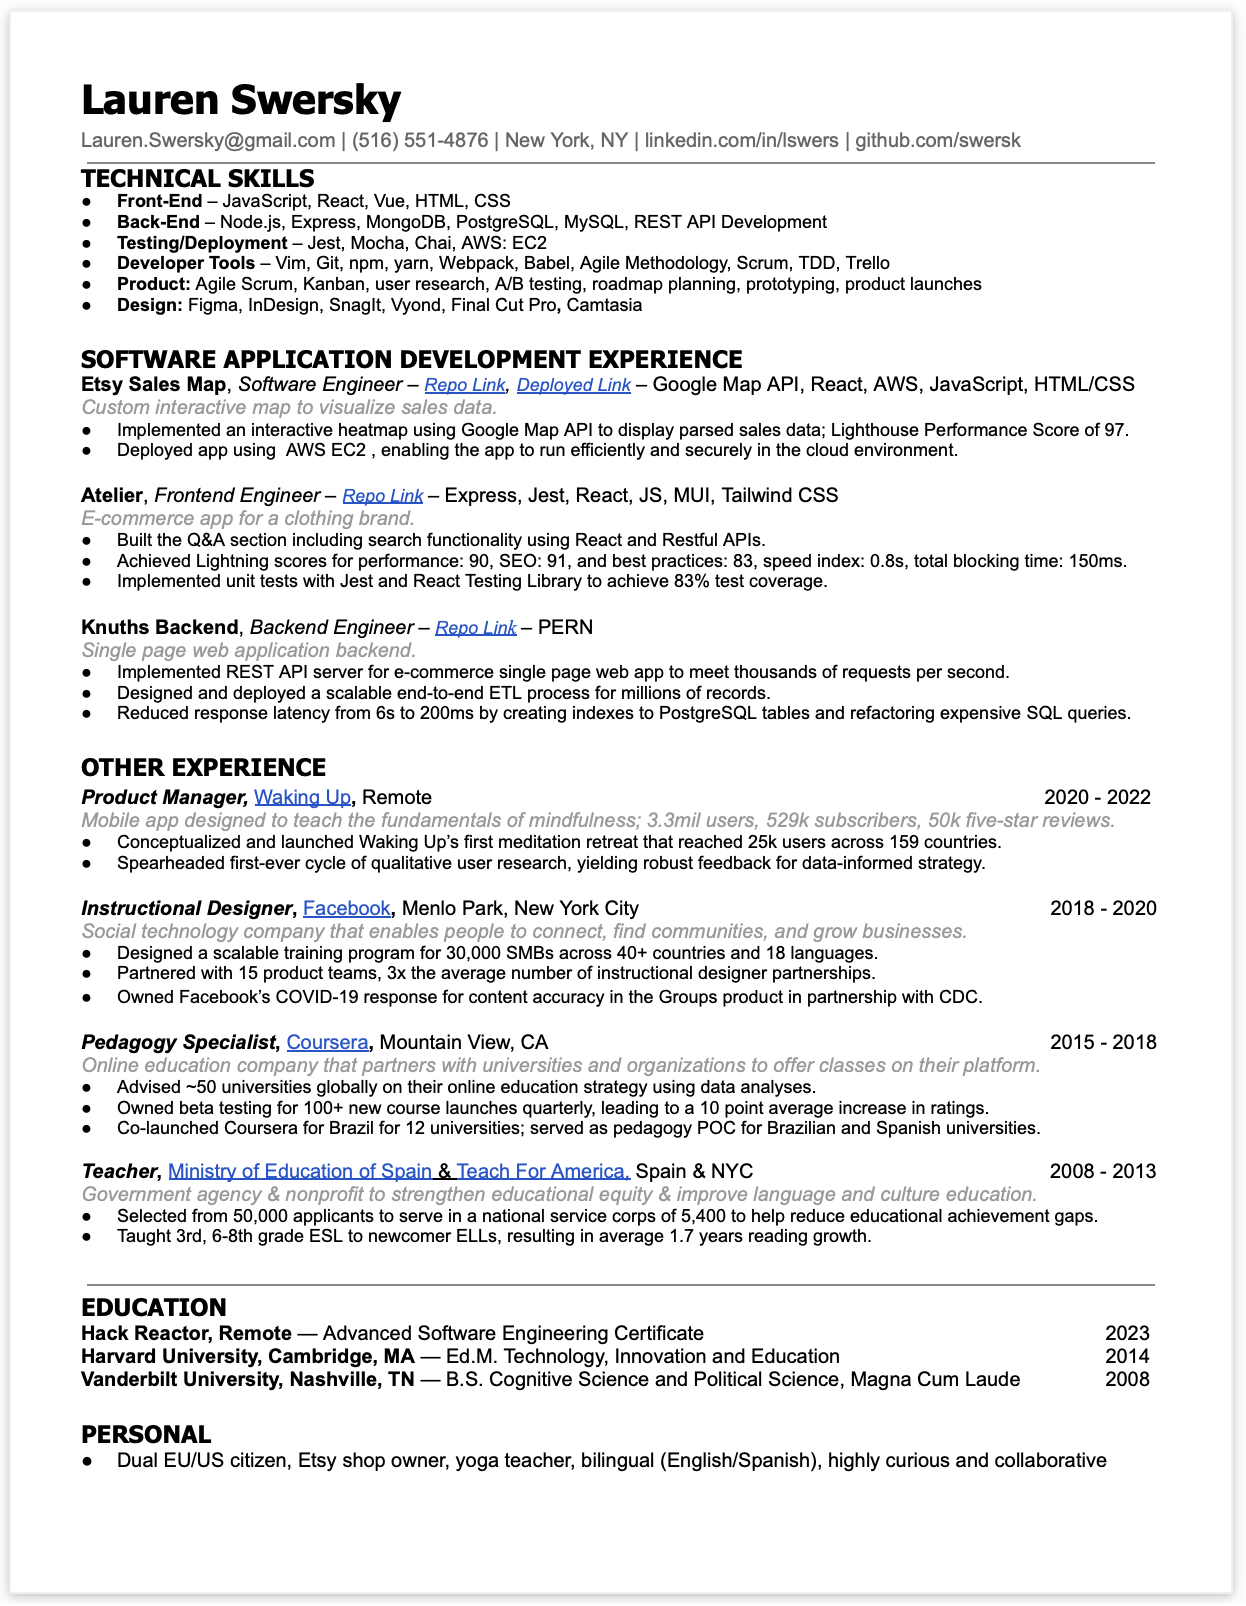 Lauren Swersky
Lauren.Swersky@gmail.com | (516) 551-4876 | New York, NY | linkedin.com/in/lswers | github.com/swersk
TECHNICAL SKILLS
● Front-End – JavaScript, React, Vue, HTML, CSS
● Back-End – Node.js, Express, MongoDB, PostgreSQL, MySQL, REST API Development
● Testing/Deployment – Jest, Mocha, Chai, AWS: EC2
● Developer Tools – Vim, Git, npm, yarn, Webpack, Babel, Agile Methodology, Scrum, TDD, Trello
● Product: Agile Scrum, Kanban, user research, A/B testing, roadmap planning, prototyping, product launches
● Design: Figma, InDesign, SnagIt, Vyond, Final Cut Pro, Camtasia
SOFTWARE APPLICATION DEVELOPMENT EXPERIENCE
Etsy Sales Map, Software Engineer – Repo Link, Deployed Link – Google Map API, React, AWS, JavaScript, HTML/CSS
Custom interactive map to visualize sales data.
● Implemented an interactive heatmap using Google Map API to display parsed sales data; Lighthouse Performance Score of 97.
● Deployed app using  AWS EC2 , enabling the app to run efficiently and securely in the cloud environment.
Atelier, Frontend Engineer – Repo Link – Express, Jest, React, JS, MUI, Tailwind CSS
E-commerce app for a clothing brand.
● Built the Q&A section including search functionality using React and Restful APIs.
● Achieved Lightning scores for performance: 90, SEO: 91, and best practices: 83, speed index: 0.8s, total blocking time: 150ms.
● Implemented unit tests with Jest and React Testing Library to achieve 83% test coverage.
Knuths Backend, Backend Engineer – Repo Link – PERN
Single page web application backend.
● Implemented REST API server for e-commerce single page web app to meet thousands of requests per second.
● Designed and deployed a scalable end-to-end ETL process for millions of records.
● Reduced response latency from 6s to 200ms by creating indexes to PostgreSQL tables and refactoring expensive SQL queries.
OTHER EXPERIENCE
Product Manager, Waking Up, Remote 2020 - 2022
Mobile app designed to teach the fundamentals of mindfulness; 3.3mil users, 529k subscribers, 50k five-star reviews.
● Conceptualized and launched Waking Up’s first meditation retreat that reached 25k users across 159 countries.
● Spearheaded first-ever cycle of qualitative user research, yielding robust feedback for data-informed strategy.
Instructional Designer, Facebook, Menlo Park, New York City 2018 - 2020
Social technology company that enables people to connect, find communities, and grow businesses.
● Designed a scalable training program for 30,000 SMBs across 40+ countries and 18 languages.
● Partnered with 15 product teams, 3x the average number of instructional designer partnerships.
● Owned Facebook’s COVID-19 response for content accuracy in the Groups product in partnership with CDC.
Pedagogy Specialist, Coursera, Mountain View, CA 2015 - 2018
Online education company that partners with universities and organizations to offer classes on their platform.
● Advised ~50 universities globally on their online education strategy using data analyses.
● Owned beta testing for 100+ new course launches quarterly, leading to a 10 point average increase in ratings.
● Co-launched Coursera for Brazil for 12 universities; served as pedagogy POC for Brazilian and Spanish universities.
Teacher, Ministry of Education of Spain & Teach For America, Spain & NYC 2008 - 2013
Government agency & nonprofit to strengthen educational equity & improve language and culture education.
● Selected from 50,000 applicants to serve in a national service corps of 5,400 to help reduce educational achievement gaps.
● Taught 3rd, 6-8th grade ESL to newcomer ELLs, resulting in average 1.7 years reading growth.
EDUCATION
Hack Reactor, Remote — Advanced Software Engineering Certificate 2023
Harvard University, Cambridge, MA — Ed.M. Technology, Innovation and Education 2014
Vanderbilt University, Nashville, TN — B.S. Cognitive Science and Political Science, Magna Cum Laude 2008
PERSONAL
● Dual EU/US citizen, Etsy shop owner, yoga teacher, bilingual (English/Spanish), highly curious and collaborative